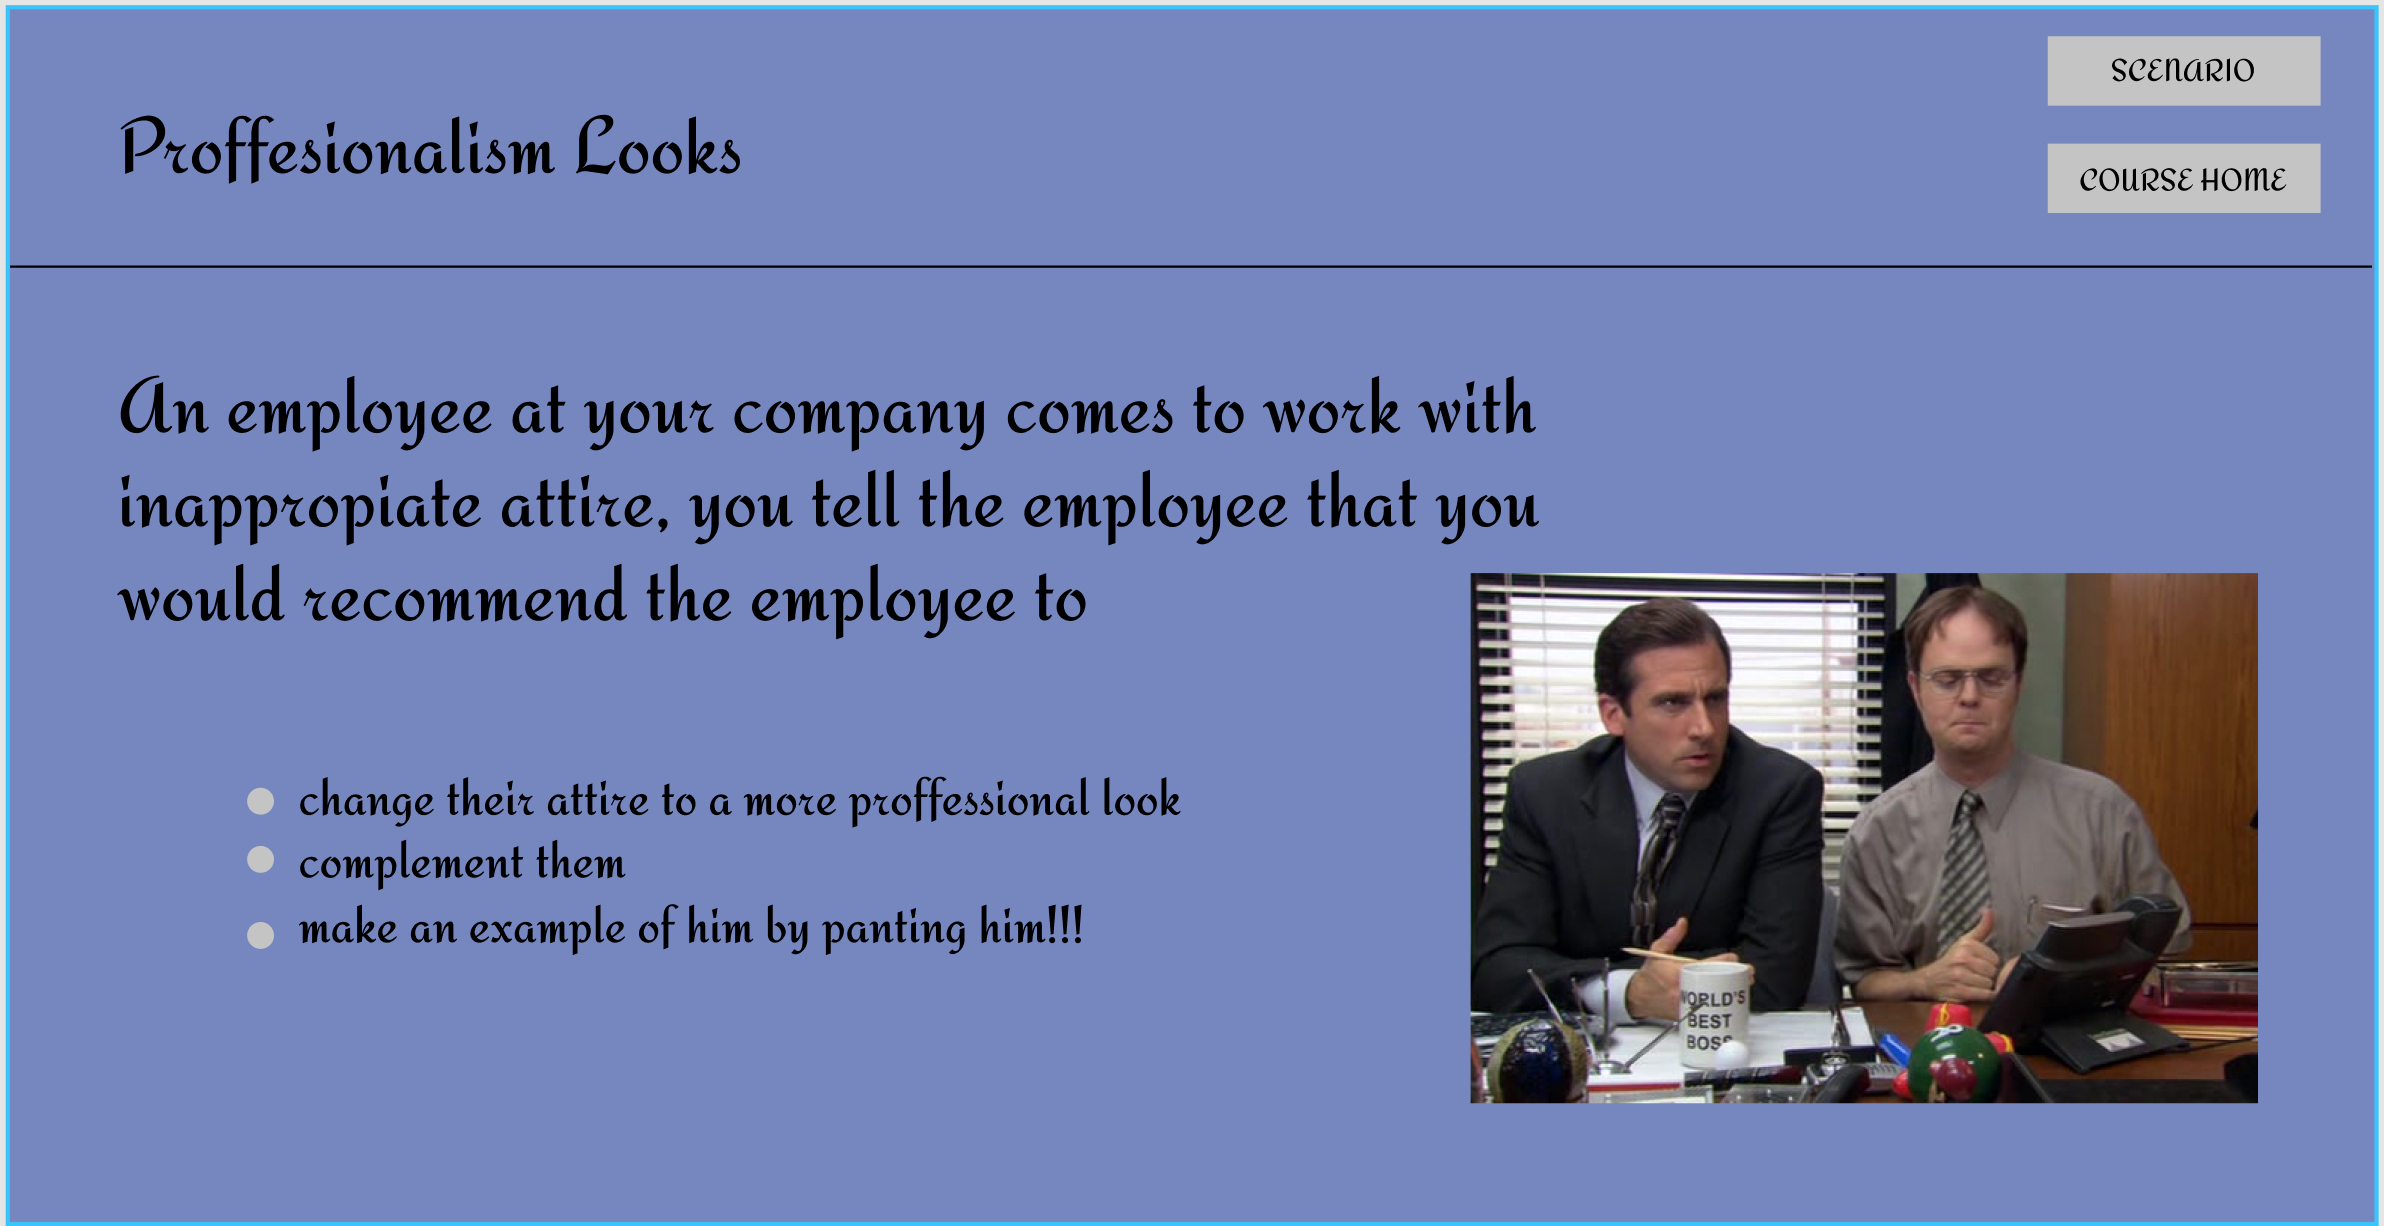 SCENARIO
Proffesionalism Looks
COURSE HOME
An employee at your company comes to work with
inappropiate attire, you tell the employee that you
would recommend the employee to
change their attire to a more proffessional look
complement them
make an example of him by panting him!!!
WORLD'S
BEST
BOSS